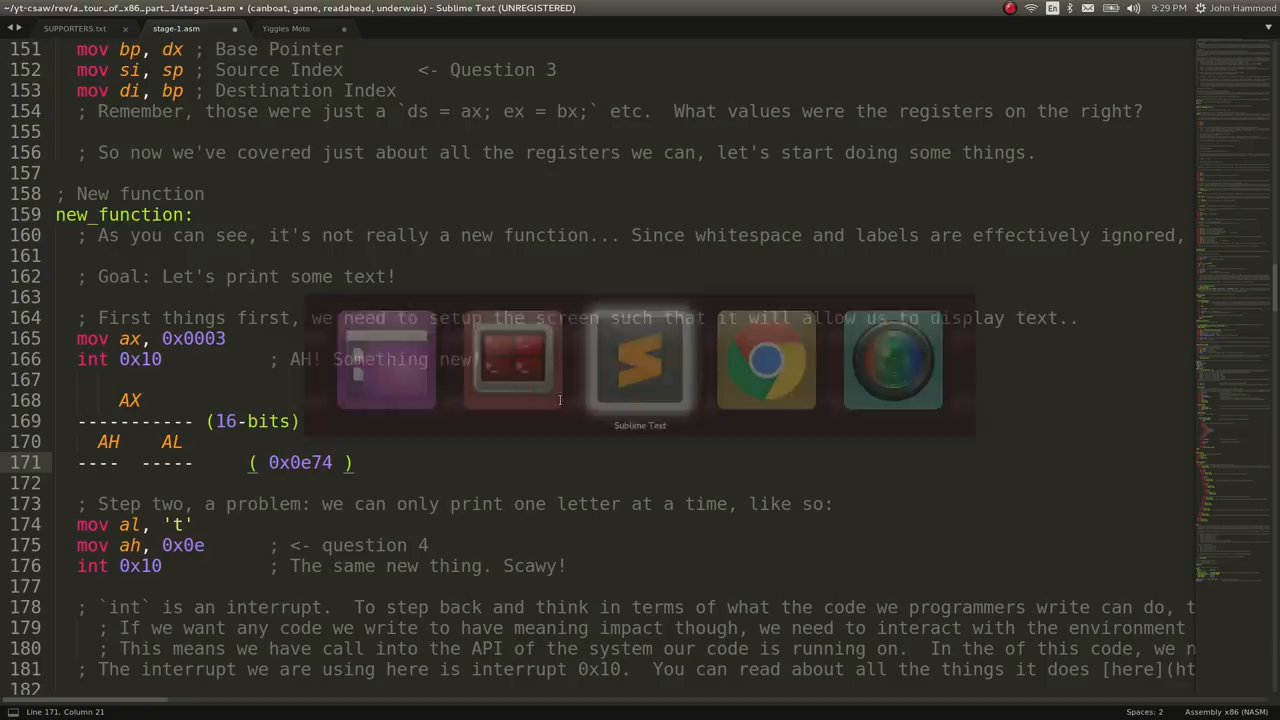 ~/yt-csaw/rev/a_tour_of_x86_part_1/stage-1.asm • (canboat, game, readahead, underwais) - Sublime Text (UNREGISTERED)
En
9:29 PM
John Hammond
SUPPORTERS.txt
stage-1.asm
Yiggles Moto
151 mov bp, dx ; Base Pointer
152 mov si, sp ; Source Index <- Question 3
153 mov di, bp ; Destination Index
154 ; Remember, those were just a `ds = ax; cx = bx;` etc. What values were the registers on the right?
155
156 ; So now we've covered just about all the registers we can, let's start doing some things.
157
158 ; New function
159 new_function:
160 ; As you can see, it's not really a new function... Since whitespace and labels are effectively ignored,
161
162 ; Goal: Let's print some text!
163
164 ; First things first, we need to setup the screen such that it will allow us to display text..
165 mov ax, 0x0003
166 int 0x10 ; AH! Something new!
167
168 AX
169 ----------- (16-bits)
170 AH AL
171 ---- ----- ( 0x0e74 )
172
173 ; Step two, a problem: we can only print one letter at a time, like so:
174 mov al, 't'
175 mov ah, 0x0e ; <- question 4
176 int 0x10 ; The same new thing. Scawy!
177
178 ; `int` is an interrupt. To step back and think in terms of what the code we programmers write can do, t
179 ; If we want any code we write to have meaning impact though, we need to interact with the environment
180 ; This means we have call into the API of the system our code is running on. In the of this code, we n
181 ; The interrupt we are using here is interrupt 0x10. You can read about all the things it does [here](ht
182
Sublime Text
Line 171, Column 21
Spaces: 2
Assembly x86 (NASM)